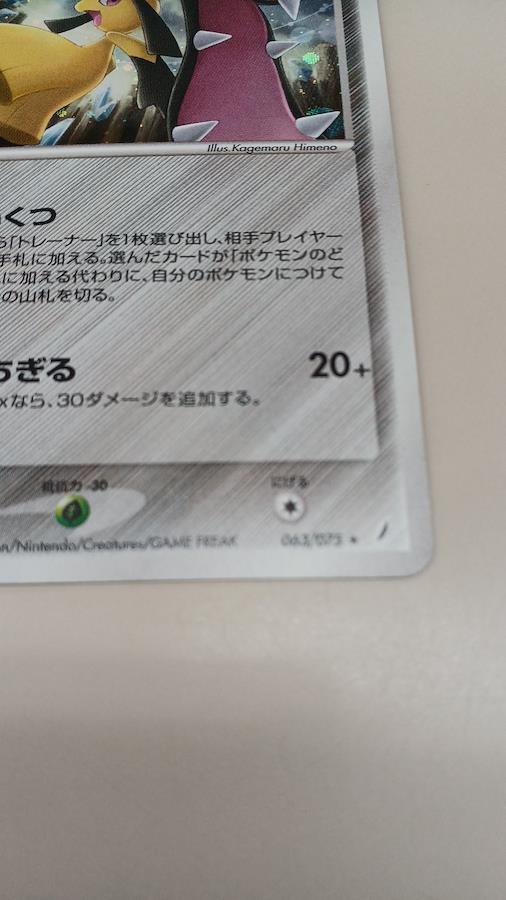 Illus.Kagemaru Himeno
くつ
「トレーナー」を1枚選び出し、相手プレイヤー
手札に加える。選んだカードが「ポケモンのど
に加える代わりに、自分のポケモンにつけて
の山札を切る。
ちぎる 20+
xなら、30ダメージを追加する。
抵抗力 -30 にげる
/Nintendo/Creatures/GAME FREAK 063/075 ★